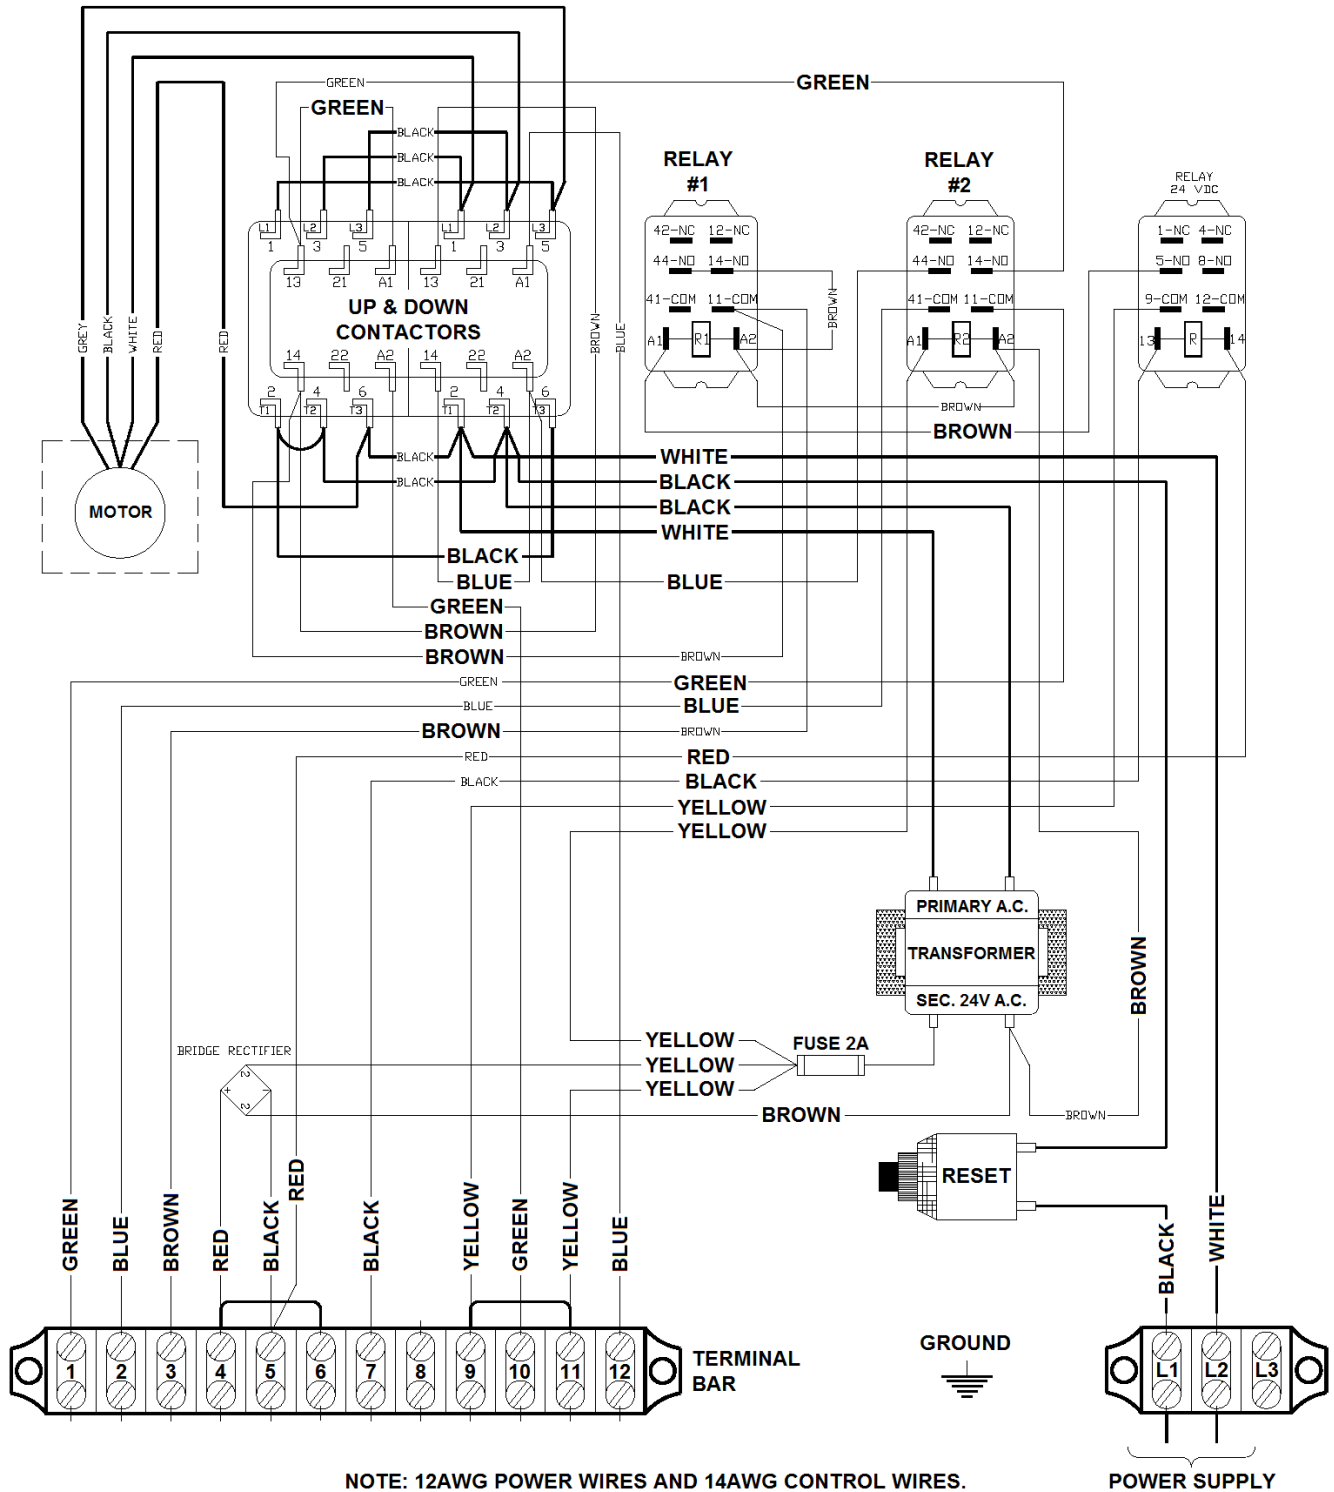 GREEN
GREEN
GREEN
BLACK
BLACK
BLACK
RELAY
#1
RELAY
#2
RELAY
24 VDC
L1 L2 L3 L1 L2 L3
1 3 5 1 3 5
13 21 A1 13 21 A1
UP & DOWN
CONTACTORS
14 22 A2 14 22 A2
2 4 6 2 4 6
T1 T2 T3 T1 T2 T3
42-NC 12-NC
44-NO 14-NO
41-COM 11-COM
A1 R1 A2
42-NC 12-NC
44-NO 14-NO
41-COM 11-COM
A1 R2 A2
1-NC 4-NC
5-NO 8-NO
9-COM 12-COM
13 R 14
GREY
BLACK
WHITE
RED
RED
BROWN
BLUE
BROWN
BROWN
BROWN
MOTOR
BLACK
WHITE
BLACK
BLACK
BLACK
WHITE
BLACK
BLUE
BLUE
GREEN
BROWN
BROWN
BROWN
GREEN
GREEN
BLUE
BLUE
BROWN
BROWN
RED
RED
BLACK
BLACK
YELLOW
YELLOW
PRIMARY A.C.
TRANSFORMER
SEC. 24V A.C.
BROWN
YELLOW
YELLOW
YELLOW
FUSE 2A
BRIDGE RECTIFIER
2
+ -
2
BROWN
BROWN
RESET
GREEN
BLUE
BROWN
RED
BLACK
RED
BLACK
YELLOW
GREEN
YELLOW
BLUE
BLACK
WHITE
1 2 3 4 5 6 7 8 9 10 11 12
TERMINAL
BAR
GROUND
L1 L2 L3
NOTE: 12AWG POWER WIRES AND 14AWG CONTROL WIRES.
POWER SUPPLY